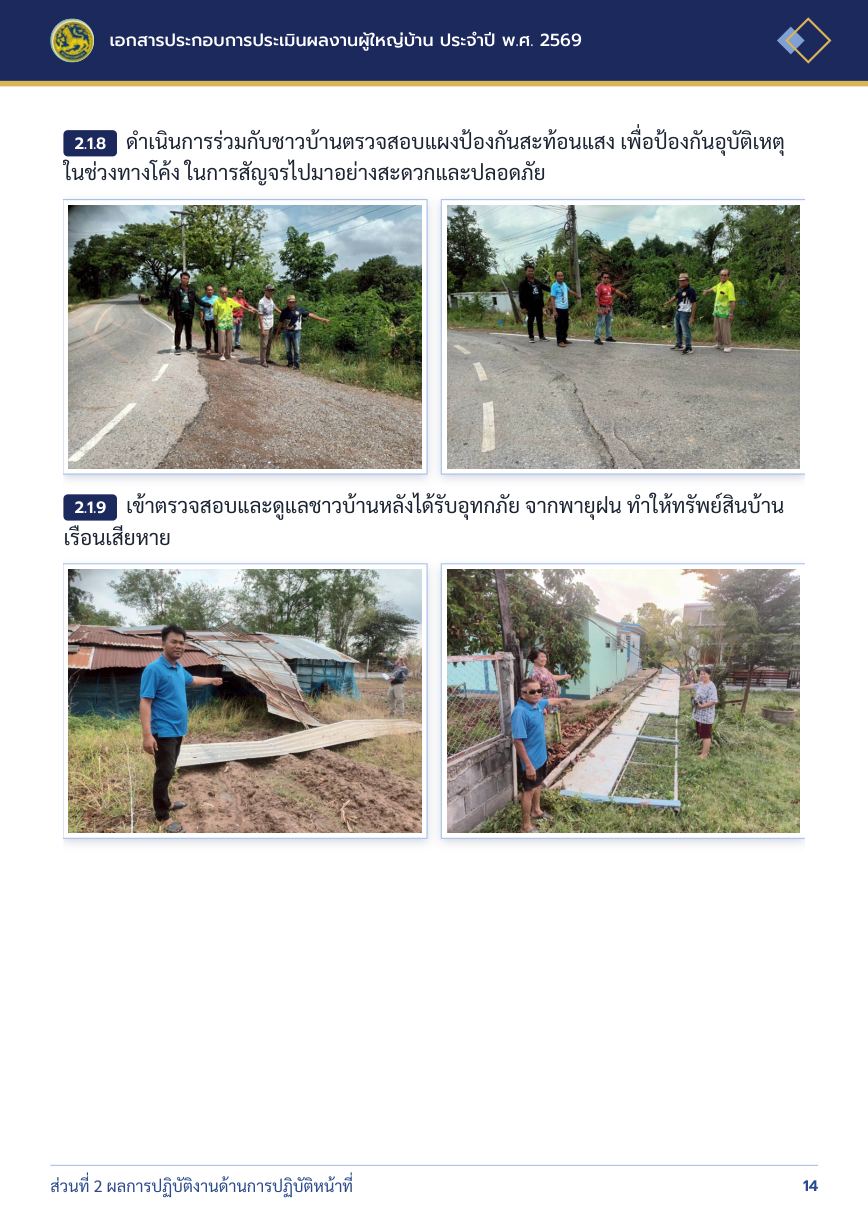 เอกสารประกอบการประเมินผลงานผู้ใหญ่บ้าน ประจำปี พ.ศ. 2569
2.1.8 ดำเนินการร่วมกับชาวบ้านตรวจสอบแผงป้องกันสะท้อนแสง เพื่อป้องกันอุบัติเหตุ
ในช่วงทางโค้ง ในการสัญจรไปมาอย่างสะดวกและปลอดภัย
2.1.9 เข้าตรวจสอบและดูแลชาวบ้านหลังได้รับอุทกภัย จากพายุฝน ทำให้ทรัพย์สินบ้าน
เรือนเสียหาย
ส่วนที่ 2 ผลการปฏิบัติงานด้านการปฏิบัติหน้าที่
14